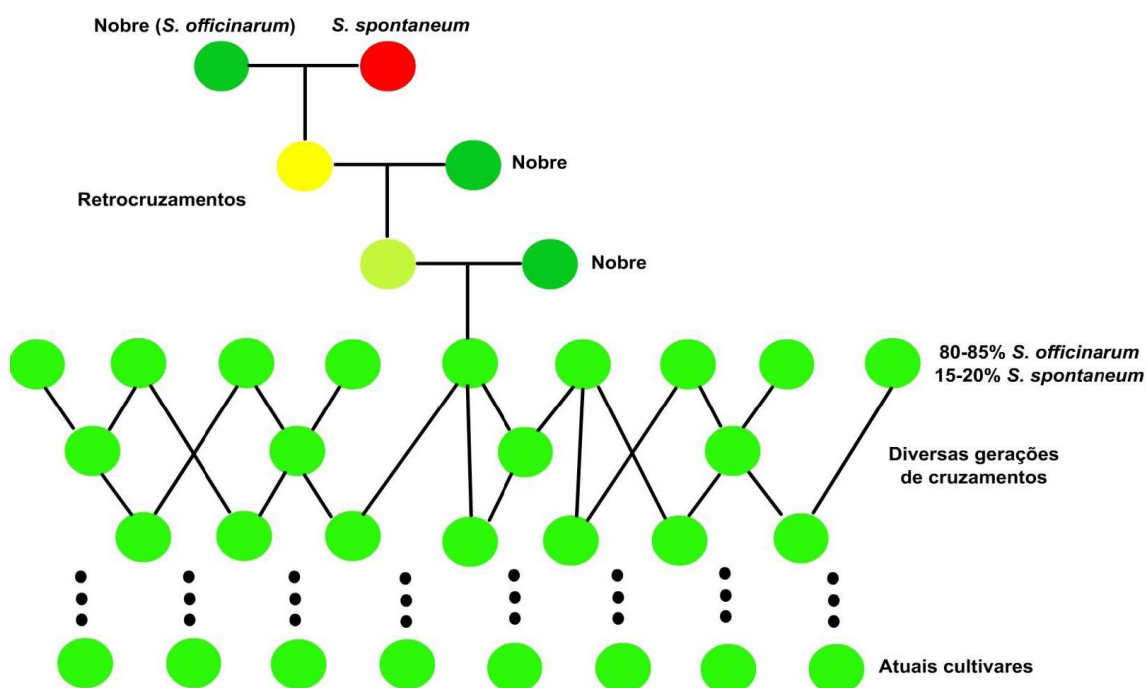 Nobre (S. officinarum) S. spontaneum
Nobre
Retrocruzamentos
Nobre
80-85% S. officinarum
15-20% S. spontaneum
Diversas gerações
de cruzamentos
Atuais cultivares